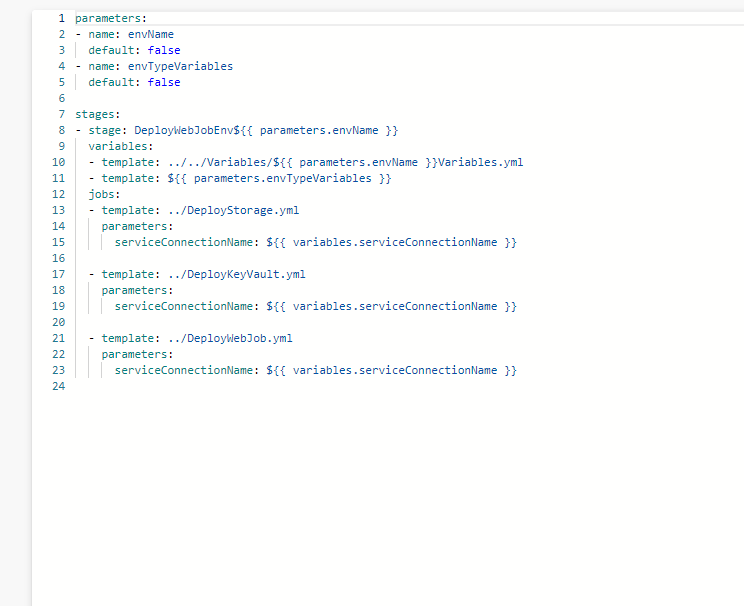 1 parameters:
2 - name: envName
3 default: false
4 - name: envTypeVariables
5 default: false
6
7 stages:
8 - stage: DeployWebJobEnv${{ parameters.envName }}
9 variables:
10 - template: ../../Variables/${{ parameters.envName }}Variables.yml
11 - template: ${{ parameters.envTypeVariables }}
12 jobs:
13 - template: ../DeployStorage.yml
14 parameters:
15 serviceConnectionName: ${{ variables.serviceConnectionName }}
16
17 - template: ../DeployKeyVault.yml
18 parameters:
19 serviceConnectionName: ${{ variables.serviceConnectionName }}
20
21 - template: ../DeployWebJob.yml
22 parameters:
23 serviceConnectionName: ${{ variables.serviceConnectionName }}
24